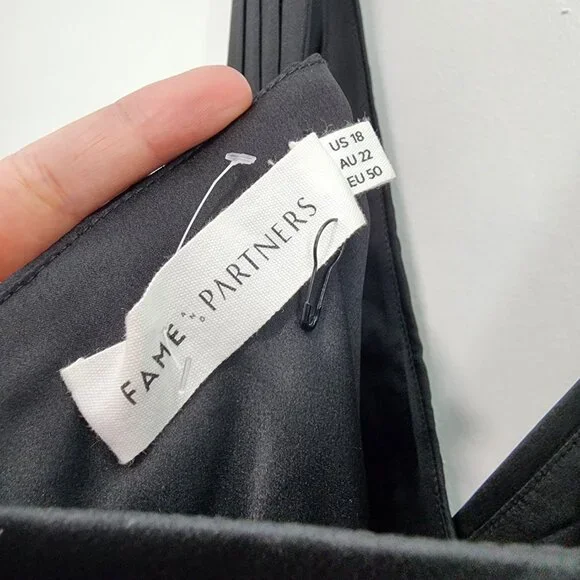 FAME AND PARTNERS
US 18
AU 22
EU 50